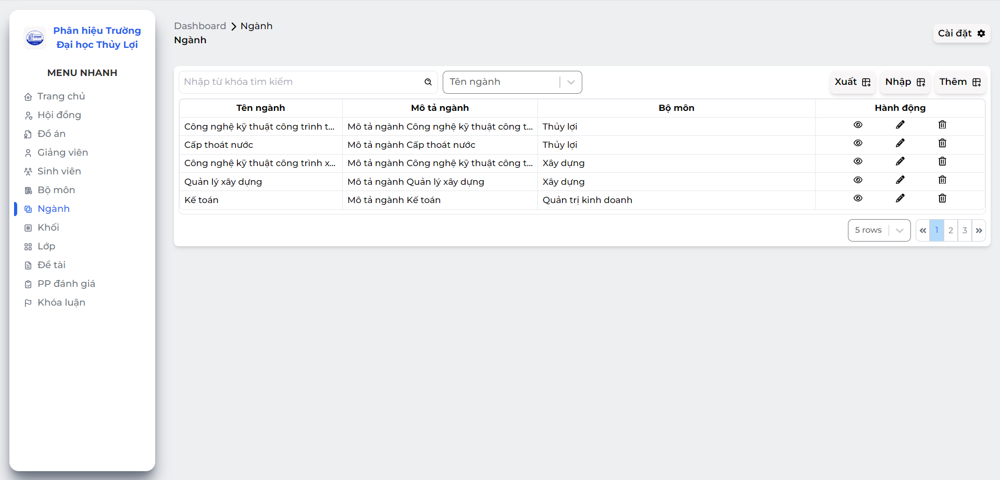 Phân hiệu Trường
Đại học Thủy Lợi
MENU NHANH
Trang chủ
Hội đồng
Đồ án
Giảng viên
Sinh viên
Bộ môn
Ngành
Khối
Lớp
Đề tài
PP đánh giá
Khóa luận
Dashboard Ngành
Ngành
Cài đặt
Nhập từ khóa tìm kiếm
Tên ngành
Xuất
Nhập
Thêm
Tên ngành Mô tả ngành Bộ môn Hành động
Công nghệ kỹ thuật công trình t... Mô tả ngành Công nghệ kỹ thuật công t... Thủy lợi
Cấp thoát nước Mô tả ngành Cấp thoát nước Thủy lợi
Công nghệ kỹ thuật công trình x... Mô tả ngành Công nghệ kỹ thuật công t... Xây dựng
Quản lý xây dựng Mô tả ngành Quản lý xây dựng Xây dựng
Kế toán Mô tả ngành Kế toán Quản trị kinh doanh
5 rows « 1 2 3 »